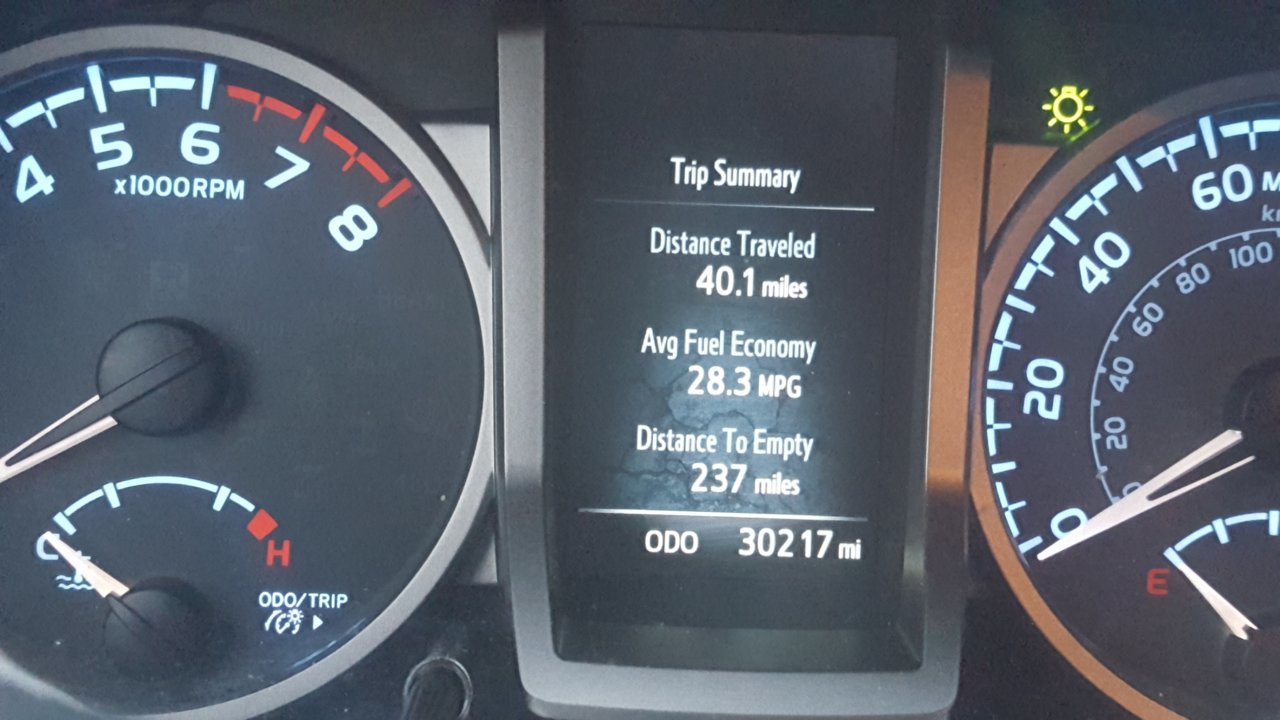 4
5
6
7
8
x1000RPM
C
H
ODO/TRIP
Trip Summary
Distance Traveled
40.1 miles
Avg Fuel Economy
28.3 MPG
Distance To Empty
237 miles
ODO 30217 mi
0
20
40
60 M
k
0
20
40
60
80
100
E